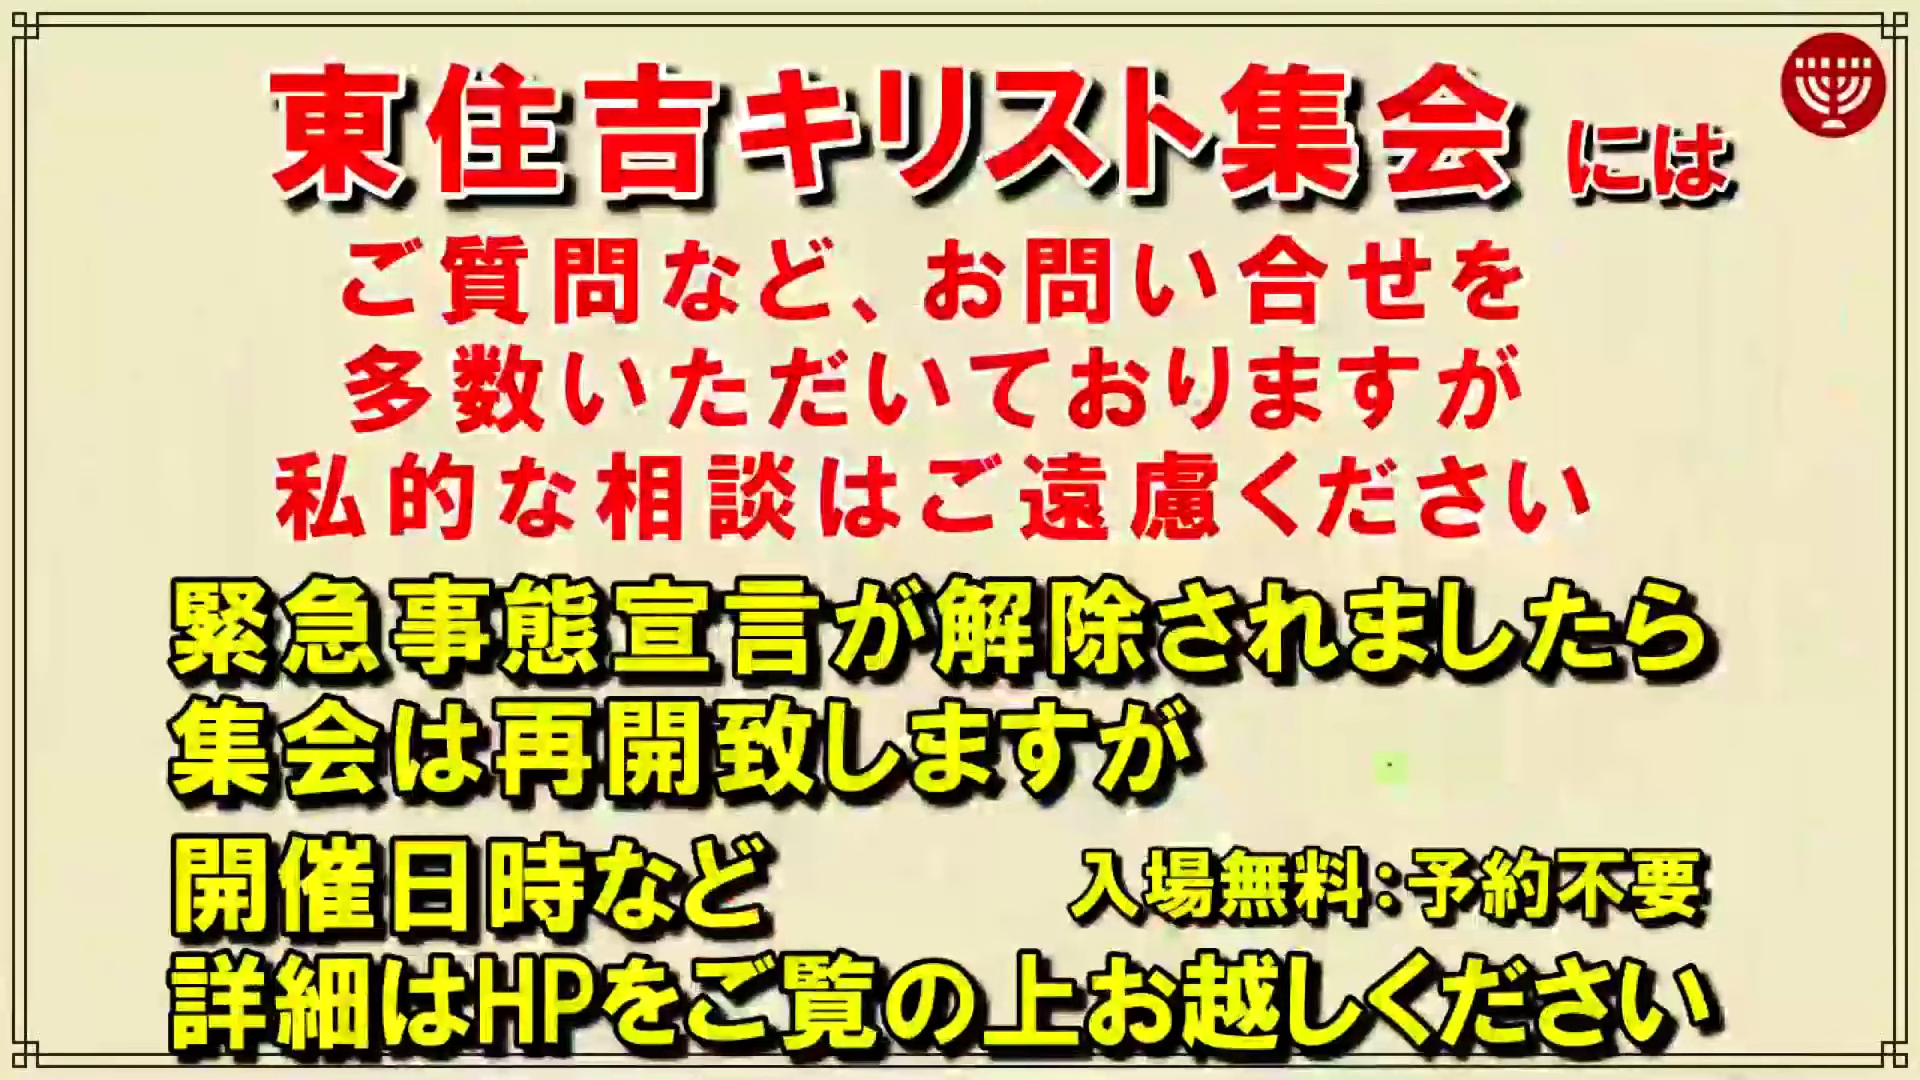 東住吉キリスト集会 には
ご質問など、お問い合せを
多数いただいておりますが
私的な相談はご遠慮ください
緊急事態宣言が解除されましたら
集会は再開致しますが
開催日時など
入場無料:予約不要
詳細はHPをご覧の上お越しください